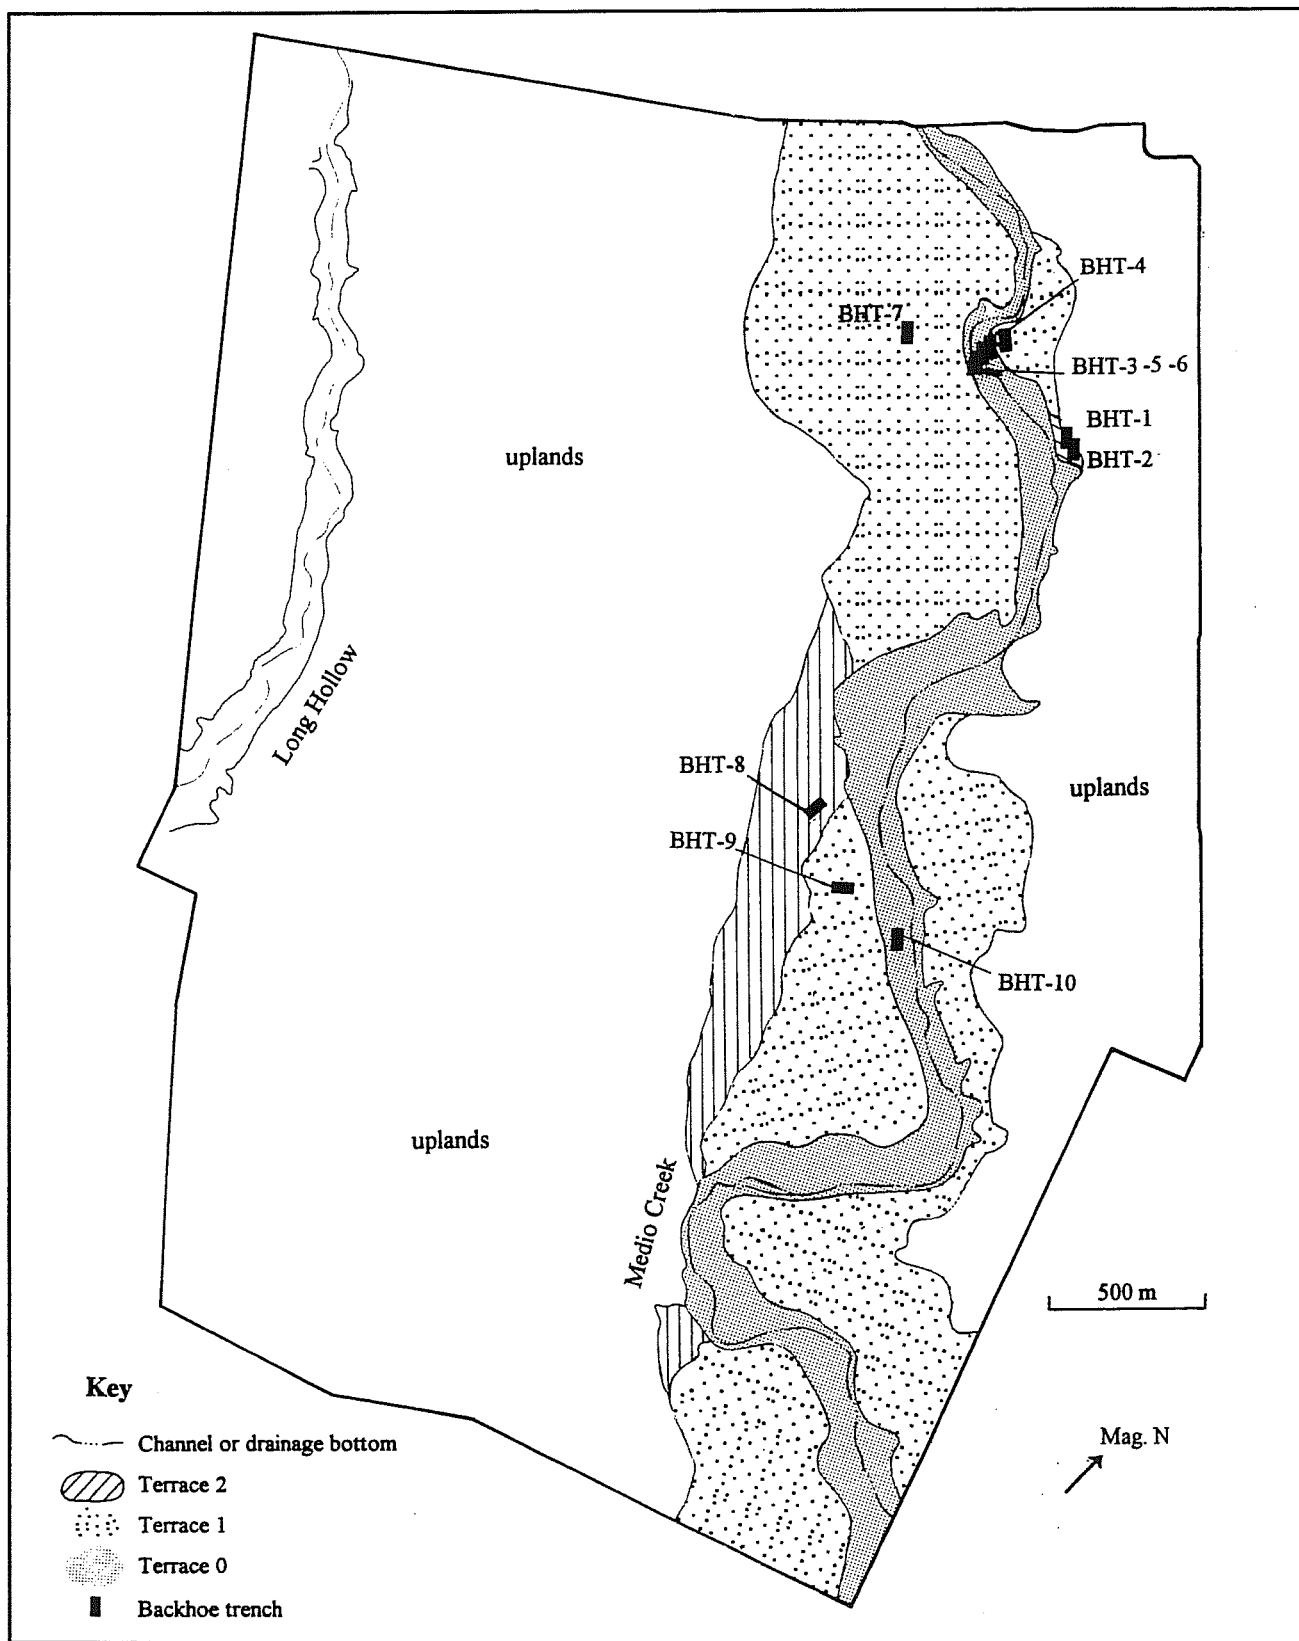 BHT-4
BHT-7
BHT-3 -5 -6
BHT-1
uplands
BHT-2
Long Hollow
BHT-8
uplands
BHT-9
BHT-10
uplands
Medio Creek
500 m
Key
Mag. N
Channel or drainage bottom
Terrace 2
Terrace 1
Terrace 0
Backhoe trench